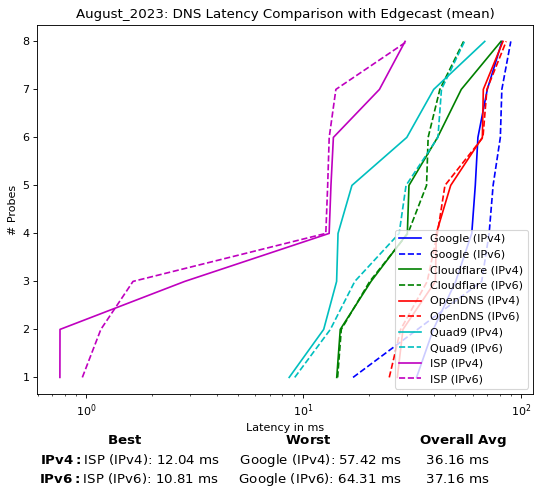 August_2023: DNS Latency Comparison with Edgecast (mean)
8
7
6
5
4
3
2
1
# Probes
Google (IPv4)
Google (IPv6)
Cloudflare (IPv4)
Cloudflare (IPv6)
OpenDNS (IPv4)
OpenDNS (IPv6)
Quad9 (IPv4)
Quad9 (IPv6)
ISP (IPv4)
ISP (IPv6)
10⁰ 10¹ 10²
Latency in ms
Best Worst Overall Avg
IPv4: ISP (IPv4): 12.04 ms Google (IPv4): 57.42 ms 36.16 ms
IPv6: ISP (IPv6): 10.81 ms Google (IPv6): 64.31 ms 37.16 ms